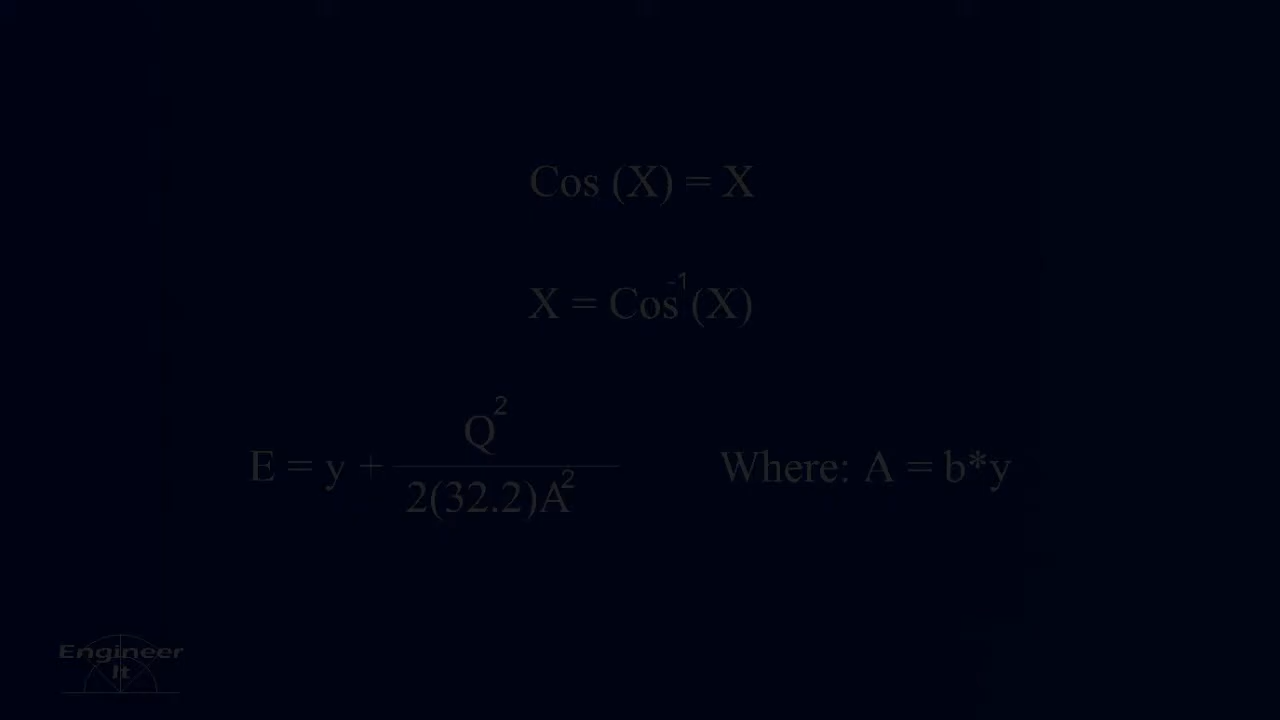 Cos (X) = X
X = Cos⁻¹(X)
E = y + Q² / 2(32.2)A² Where: A = b*y
Engineer
It